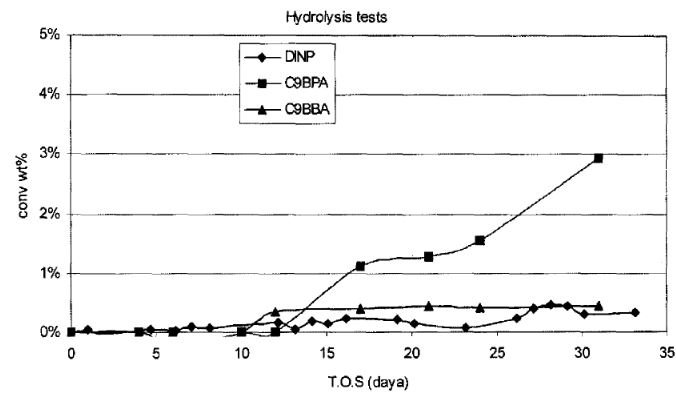 Hydrolysis tests
5%
DINP
C9BPA
C9BBA
4%
3%
2%
1%
0%
conv wt%
0 5 10 15 20 25 30 35
T.O.S (daya)